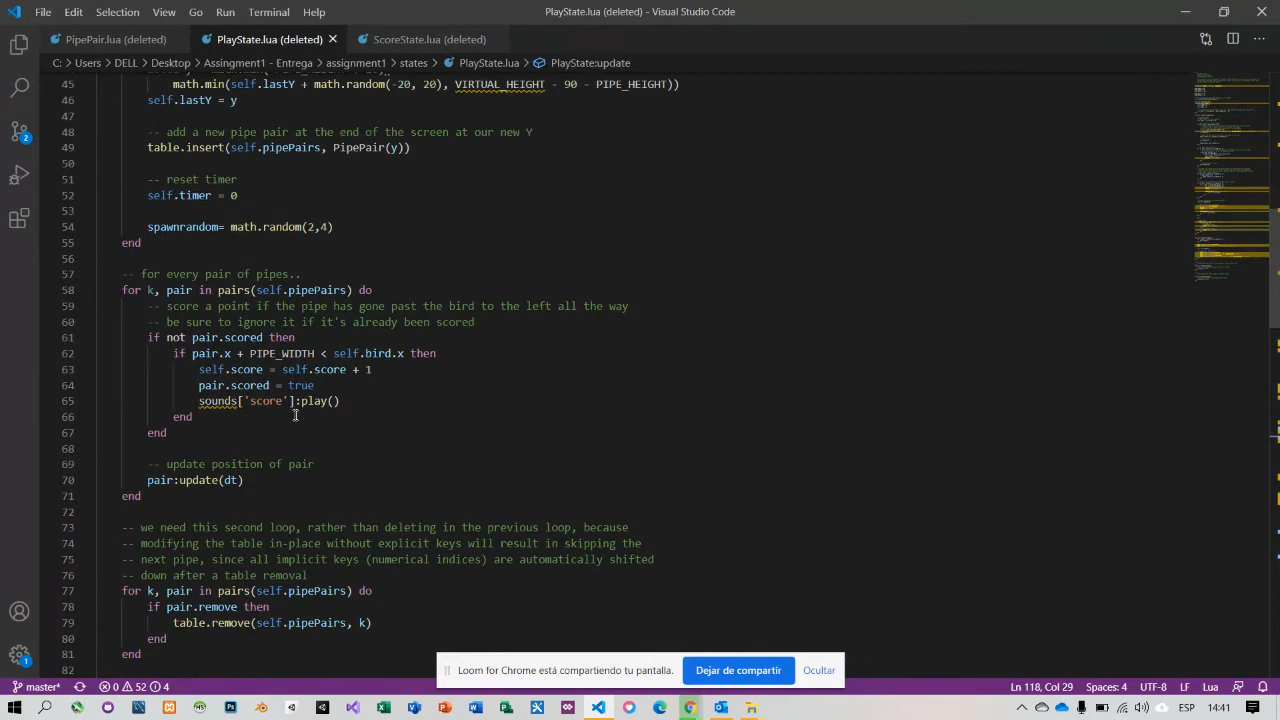 File Edit Selection View Go Run Terminal Help PlayState.lua (deleted) - Visual Studio Code
PipePair.lua (deleted) PlayState.lua (deleted) ScoreState.lua (deleted)
C: > Users > DELL > Desktop > Assingment1 - Entrega > assignment1 > states > PlayState.lua > PlayState:update
45 math.min(self.lastY + math.random(-20, 20), VIRTUAL_HEIGHT - 90 - PIPE_HEIGHT))
46 self.lastY = y
47
48 -- add a new pipe pair at the end of the screen at our new Y
49 table.insert(self.pipePairs, PipePair(y))
50
51 -- reset timer
52 self.timer = 0
53
54 spawnrandom= math.random(2,4)
55 end
56
57 -- for every pair of pipes..
58 for k, pair in pairs(self.pipePairs) do
59 -- score a point if the pipe has gone past the bird to the left all the way
60 -- be sure to ignore it if it's already been scored
61 if not pair.scored then
62 if pair.x + PIPE_WIDTH < self.bird.x then
63 self.score = self.score + 1
64 pair.scored = true
65 sounds['score']:play()
66 end
67 end
68
69 -- update position of pair
70 pair:update(dt)
71 end
72
73 -- we need this second loop, rather than deleting in the previous loop, because
74 -- modifying the table in-place without explicit keys will result in skipping the
75 -- next pipe, since all implicit keys (numerical indices) are automatically shifted
76 -- down after a table removal
77 for k, pair in pairs(self.pipePairs) do
78 if pair.remove then
79 table.remove(self.pipePairs, k)
80 end
81 end
82
Loom for Chrome está compartiendo tu pantalla. Dejar de compartir Ocultar
master* 0 52 4 Ln 118, Col 29 Spaces: 4 UTF-8 LF Lua
ESP 14:41